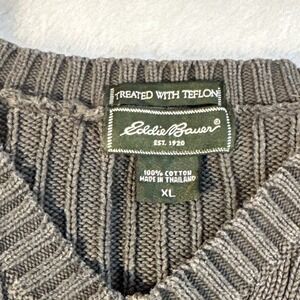 TREATED WITH TEFLON
Eddie Bauer®
EST. 1920
100% COTTON
MADE IN THAILAND
XL